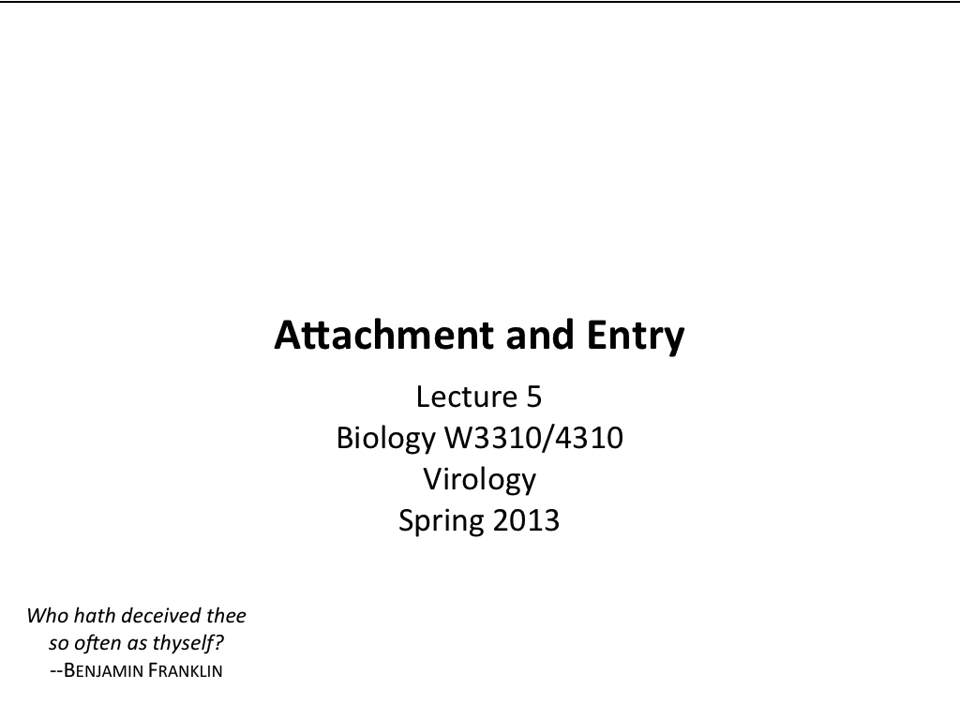 Attachment and Entry
Lecture 5
Biology W3310/4310
Virology
Spring 2013
Who hath deceived thee
so often as thyself?
--BENJAMIN FRANKLIN